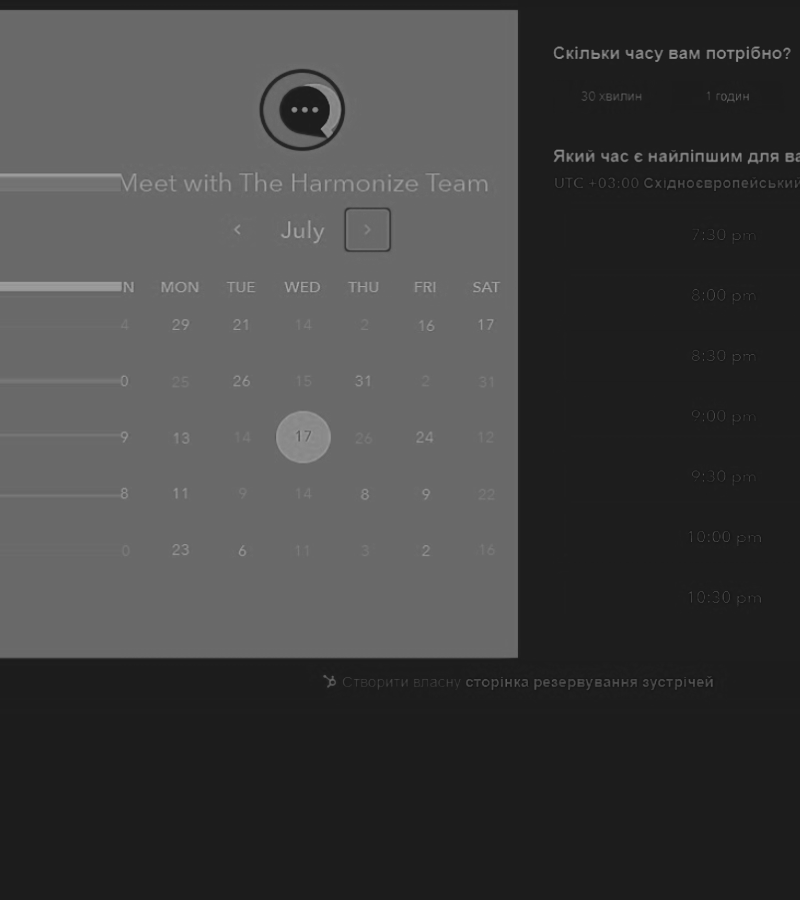 Meet with The Harmonize Team
July
N MON TUE WED THU FRI SAT
4 29 21 14 2 16 17
0 25 26 15 31 2 31
9 13 14 17 26 24 12
8 11 9 14 8 9 22
0 23 6 11 3 2 16
Скільки часу вам потрібно?
30 хвилин 1 годин
Який час є найліпшим для ва
UTC +03:00 Східноєвропейський
7:30 pm
8:00 pm
8:30 pm
9:00 pm
9:30 pm
10:00 pm
10:30 pm
Створити власну сторінка резервування зустрічей